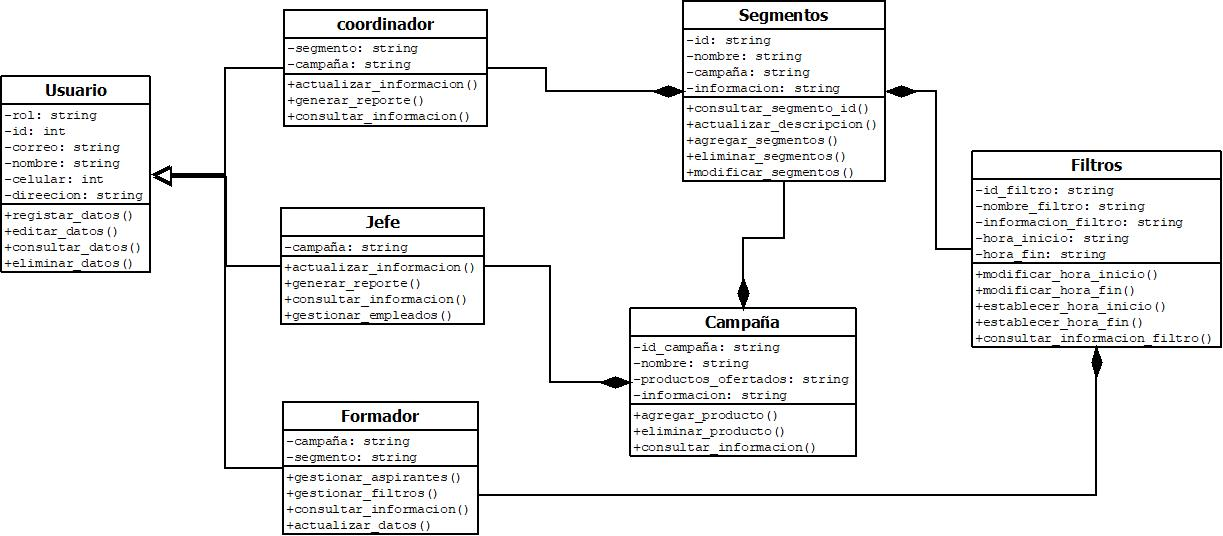 coordinador
-segmento: string
-campaña: string
+actualizar_informacion()
+generar_reporte()
+consultar_informacion()
Segmentos
-id: string
-nombre: string
-campaña: string
-informacion: string
+consultar_segmento_id()
+actualizar_descripcion()
+agregar_segmentos()
+eliminar_segmentos()
+modificar_segmentos()
Usuario
-rol: string
-id: int
-correo: string
-nombre: string
-celular: int
-direecion: string
+registar_datos()
+editar_datos()
+consultar_datos()
+eliminar_datos()
Filtros
-id_filtro: string
-nombre_filtro: string
-informacion_filtro: string
-hora_inicio: string
-hora_fin: string
+modificar_hora_inicio()
+modificar_hora_fin()
+establecer_hora_inicio()
+establecer_hora_fin()
+consultar_informacion_filtro()
Jefe
-campaña: string
+actualizar_informacion()
+generar_reporte()
+consultar_informacion()
+gestionar_empleados()
Campaña
-id_campaña: string
-nombre: string
-productos_ofertados: string
-informacion: string
+agregar_producto()
+eliminar_producto()
+consultar_informacion()
Formador
-campaña: string
-segmento: string
+gestionar_aspirantes()
+gestionar_filtros()
+consultar_informacion()
+actualizar_datos()